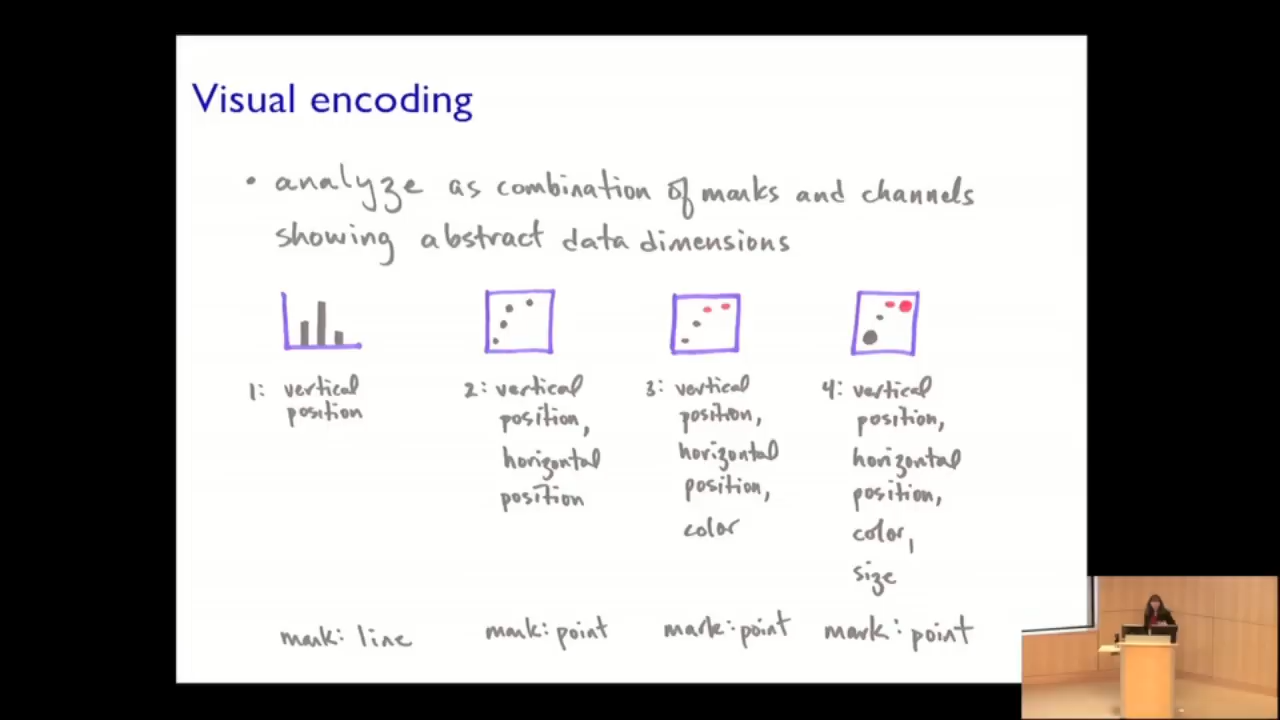 Visual encoding
• analyze as combination of marks and channels
showing abstract data dimensions
1: vertical
position
2: vertical
position,
horizontal
position
3: vertical
position,
horizontal
position,
color
4: vertical
position,
horizontal
position,
color,
size
mark: line
mark: point
mark: point
mark: point